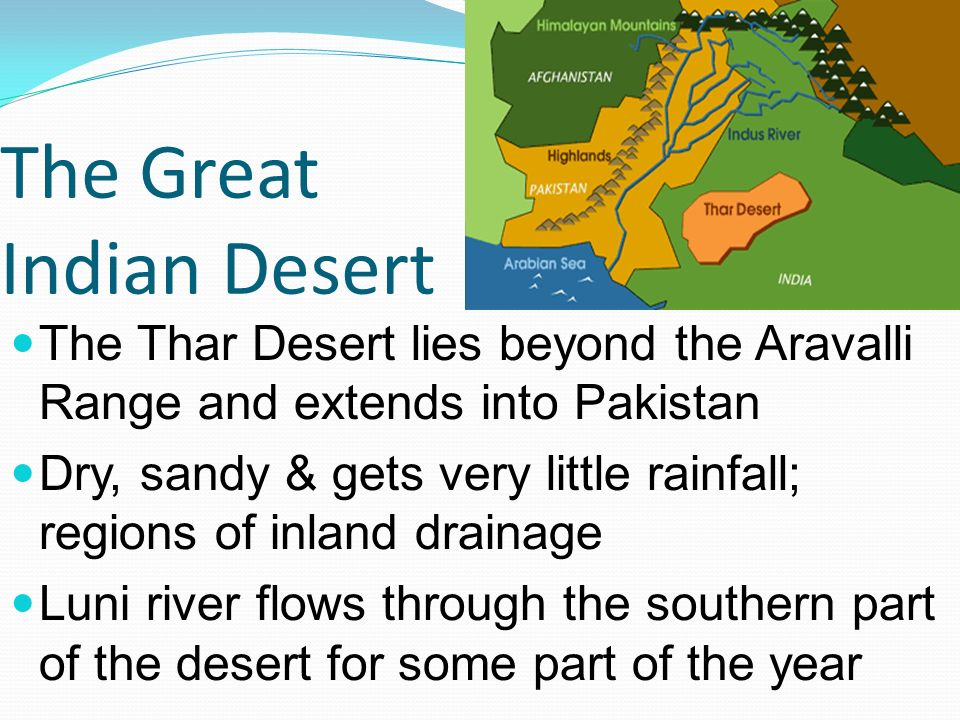 The Great
Indian Desert
Himalayan Mountains
AFGHANISTAN
Indus River
Highlands
PAKISTAN
Thar Desert
Arabian Sea
INDIA
The Thar Desert lies beyond the Aravalli
Range and extends into Pakistan
Dry, sandy & gets very little rainfall;
regions of inland drainage
Luni river flows through the southern part
of the desert for some part of the year